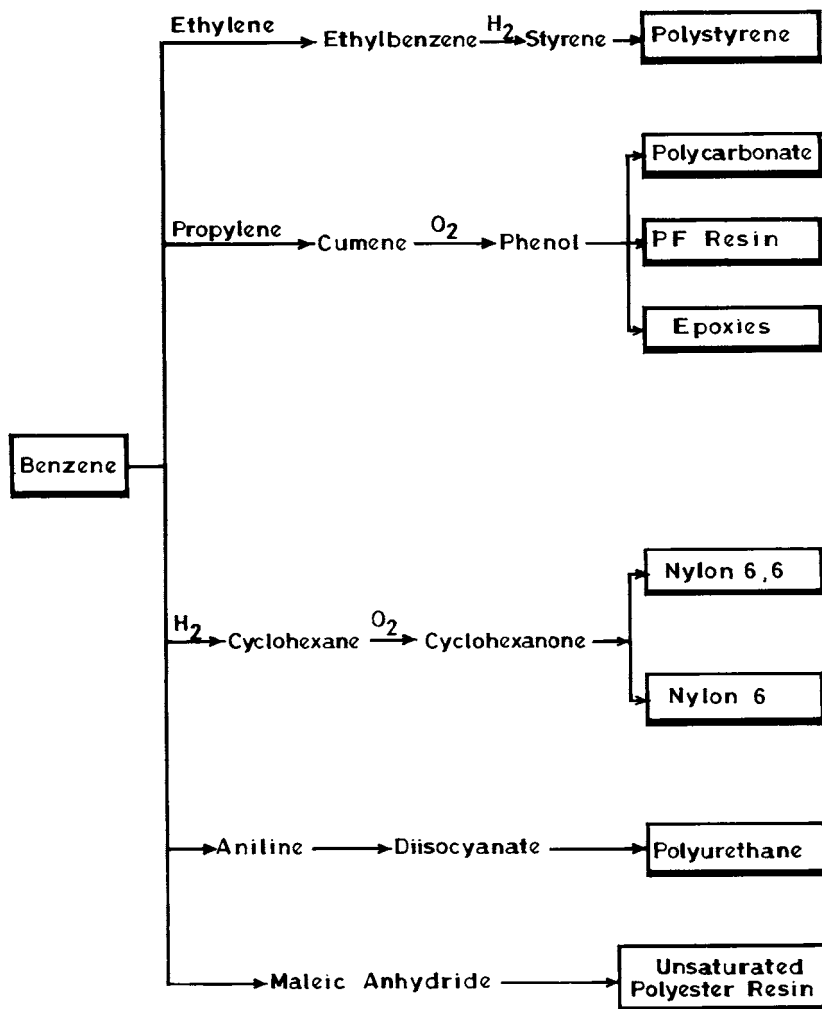 Ethylene
Ethylbenzene H2 Styrene
Polystyrene
Polycarbonate
Propylene
Cumene O2 Phenol
PF Resin
Epoxies
Benzene
Nylon 6,6
H2
Cyclohexane O2 Cyclohexanone
Nylon 6
Aniline Diisocyanate
Polyurethane
Maleic Anhydride
Unsaturated
Polyester Resin